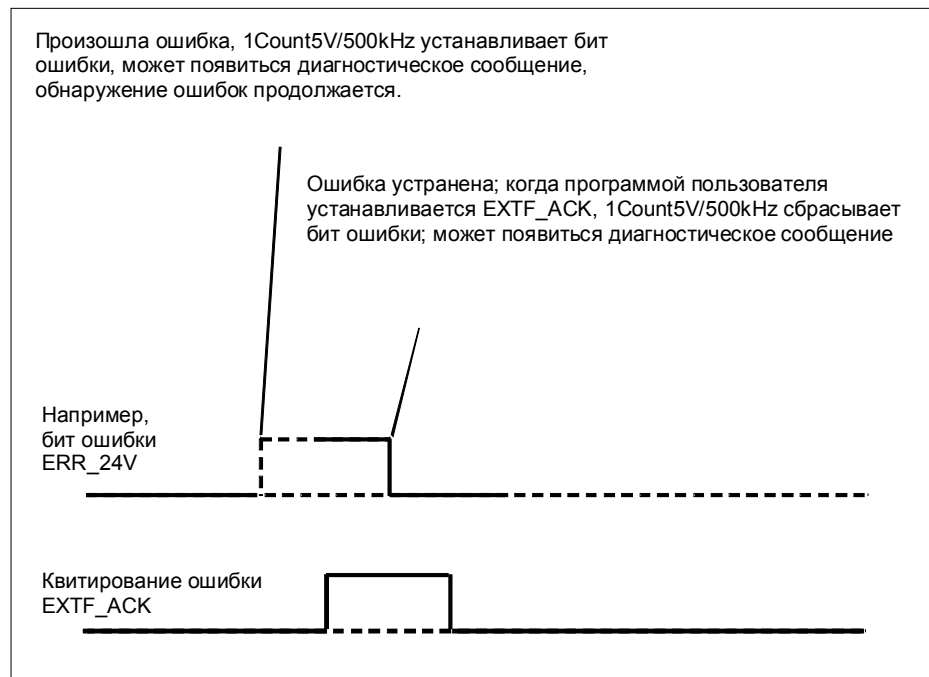 Произошла ошибка, 1Count5V/500kHz устанавливает бит
ошибки, может появиться диагностическое сообщение,
обнаружение ошибок продолжается.
Ошибка устранена; когда программой пользователя
устанавливается EXTF_ACK, 1Count5V/500kHz сбрасывает
бит ошибки; может появиться диагностическое сообщение
Например,
бит ошибки
ERR_24V
Квитирование ошибки
EXTF_ACK